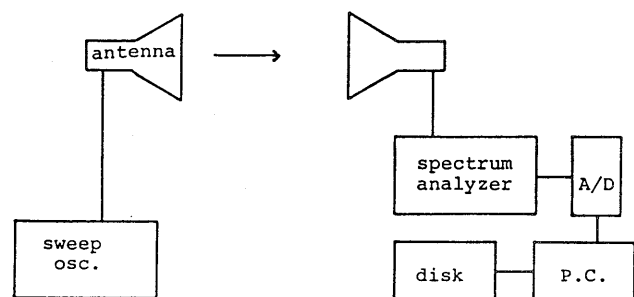 antenna
spectrum
analyzer
A/D
sweep
osc.
disk
P.C.